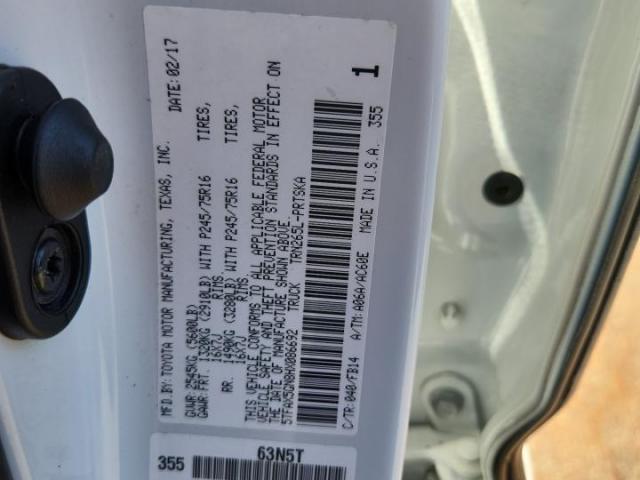 MFD.BY: TOYOTA MOTOR MANUFACTURING, TEXAS, INC. DATE: 02/17
GVWR 2545KG (5600LB)
GAWR: FRT. 1320KG (2910LB) WITH P245/75R16 TIRES,
16X7J RIMS.
RR. 1490KG (3280LB) WITH P245/75R16 TIRES,
16X7J RIMS.
THIS VEHICLE CONFORMS TO ALL APPLICABLE FEDERAL MOTOR
VEHICLE SAFETY AND THEFT PREVENTION STANDARDS IN EFFECT ON
THE DATE OF MANUFACTURE SHOWN ABOVE.
5TFAX5GN8HX086692 TRUCK TRN265L-PRTSKA
1
C/TR: 040/FB14 A/TM: A06A/AC60E MADE IN U.S.A. 355
355
63N5T